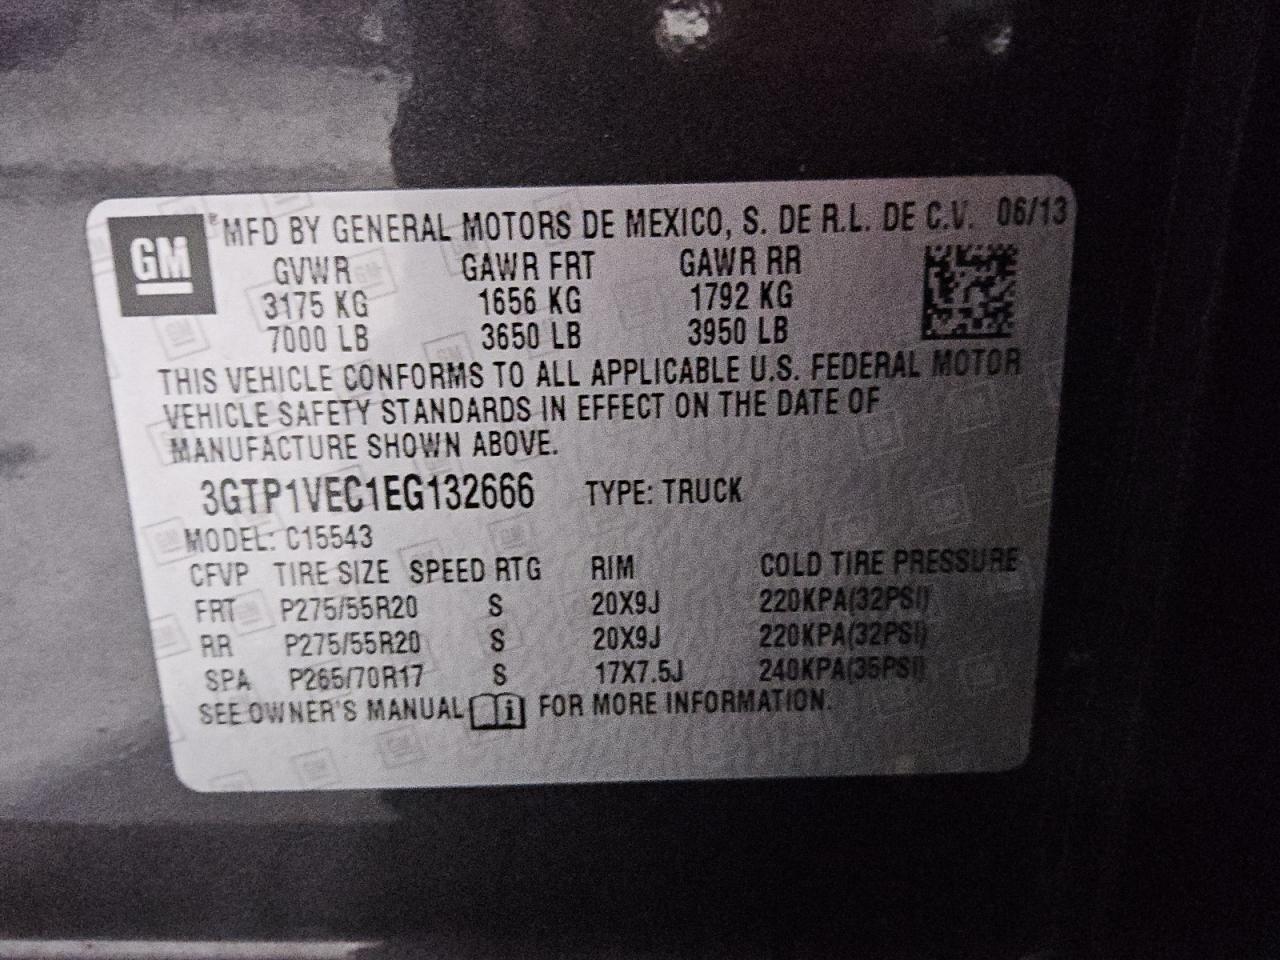 GM
® MFD BY GENERAL MOTORS DE MEXICO, S. DE R.L. DE C.V. 06/13
GVWR GAWR FRT GAWR RR
3175 KG 1656 KG 1792 KG
7000 LB 3650 LB 3950 LB
THIS VEHICLE CONFORMS TO ALL APPLICABLE U.S. FEDERAL MOTOR
VEHICLE SAFETY STANDARDS IN EFFECT ON THE DATE OF
MANUFACTURE SHOWN ABOVE.
3GTP1VEC1EG132666 TYPE: TRUCK
MODEL: C15543
CFVP TIRE SIZE SPEED RTG RIM COLD TIRE PRESSURE
FRT P275/55R20 S 20X9J 220KPA(32PSI)
RR P275/55R20 S 20X9J 220KPA(32PSI)
SPA P265/70R17 S 17X7.5J 240KPA(35PSI)
SEE OWNER'S MANUAL i FOR MORE INFORMATION.